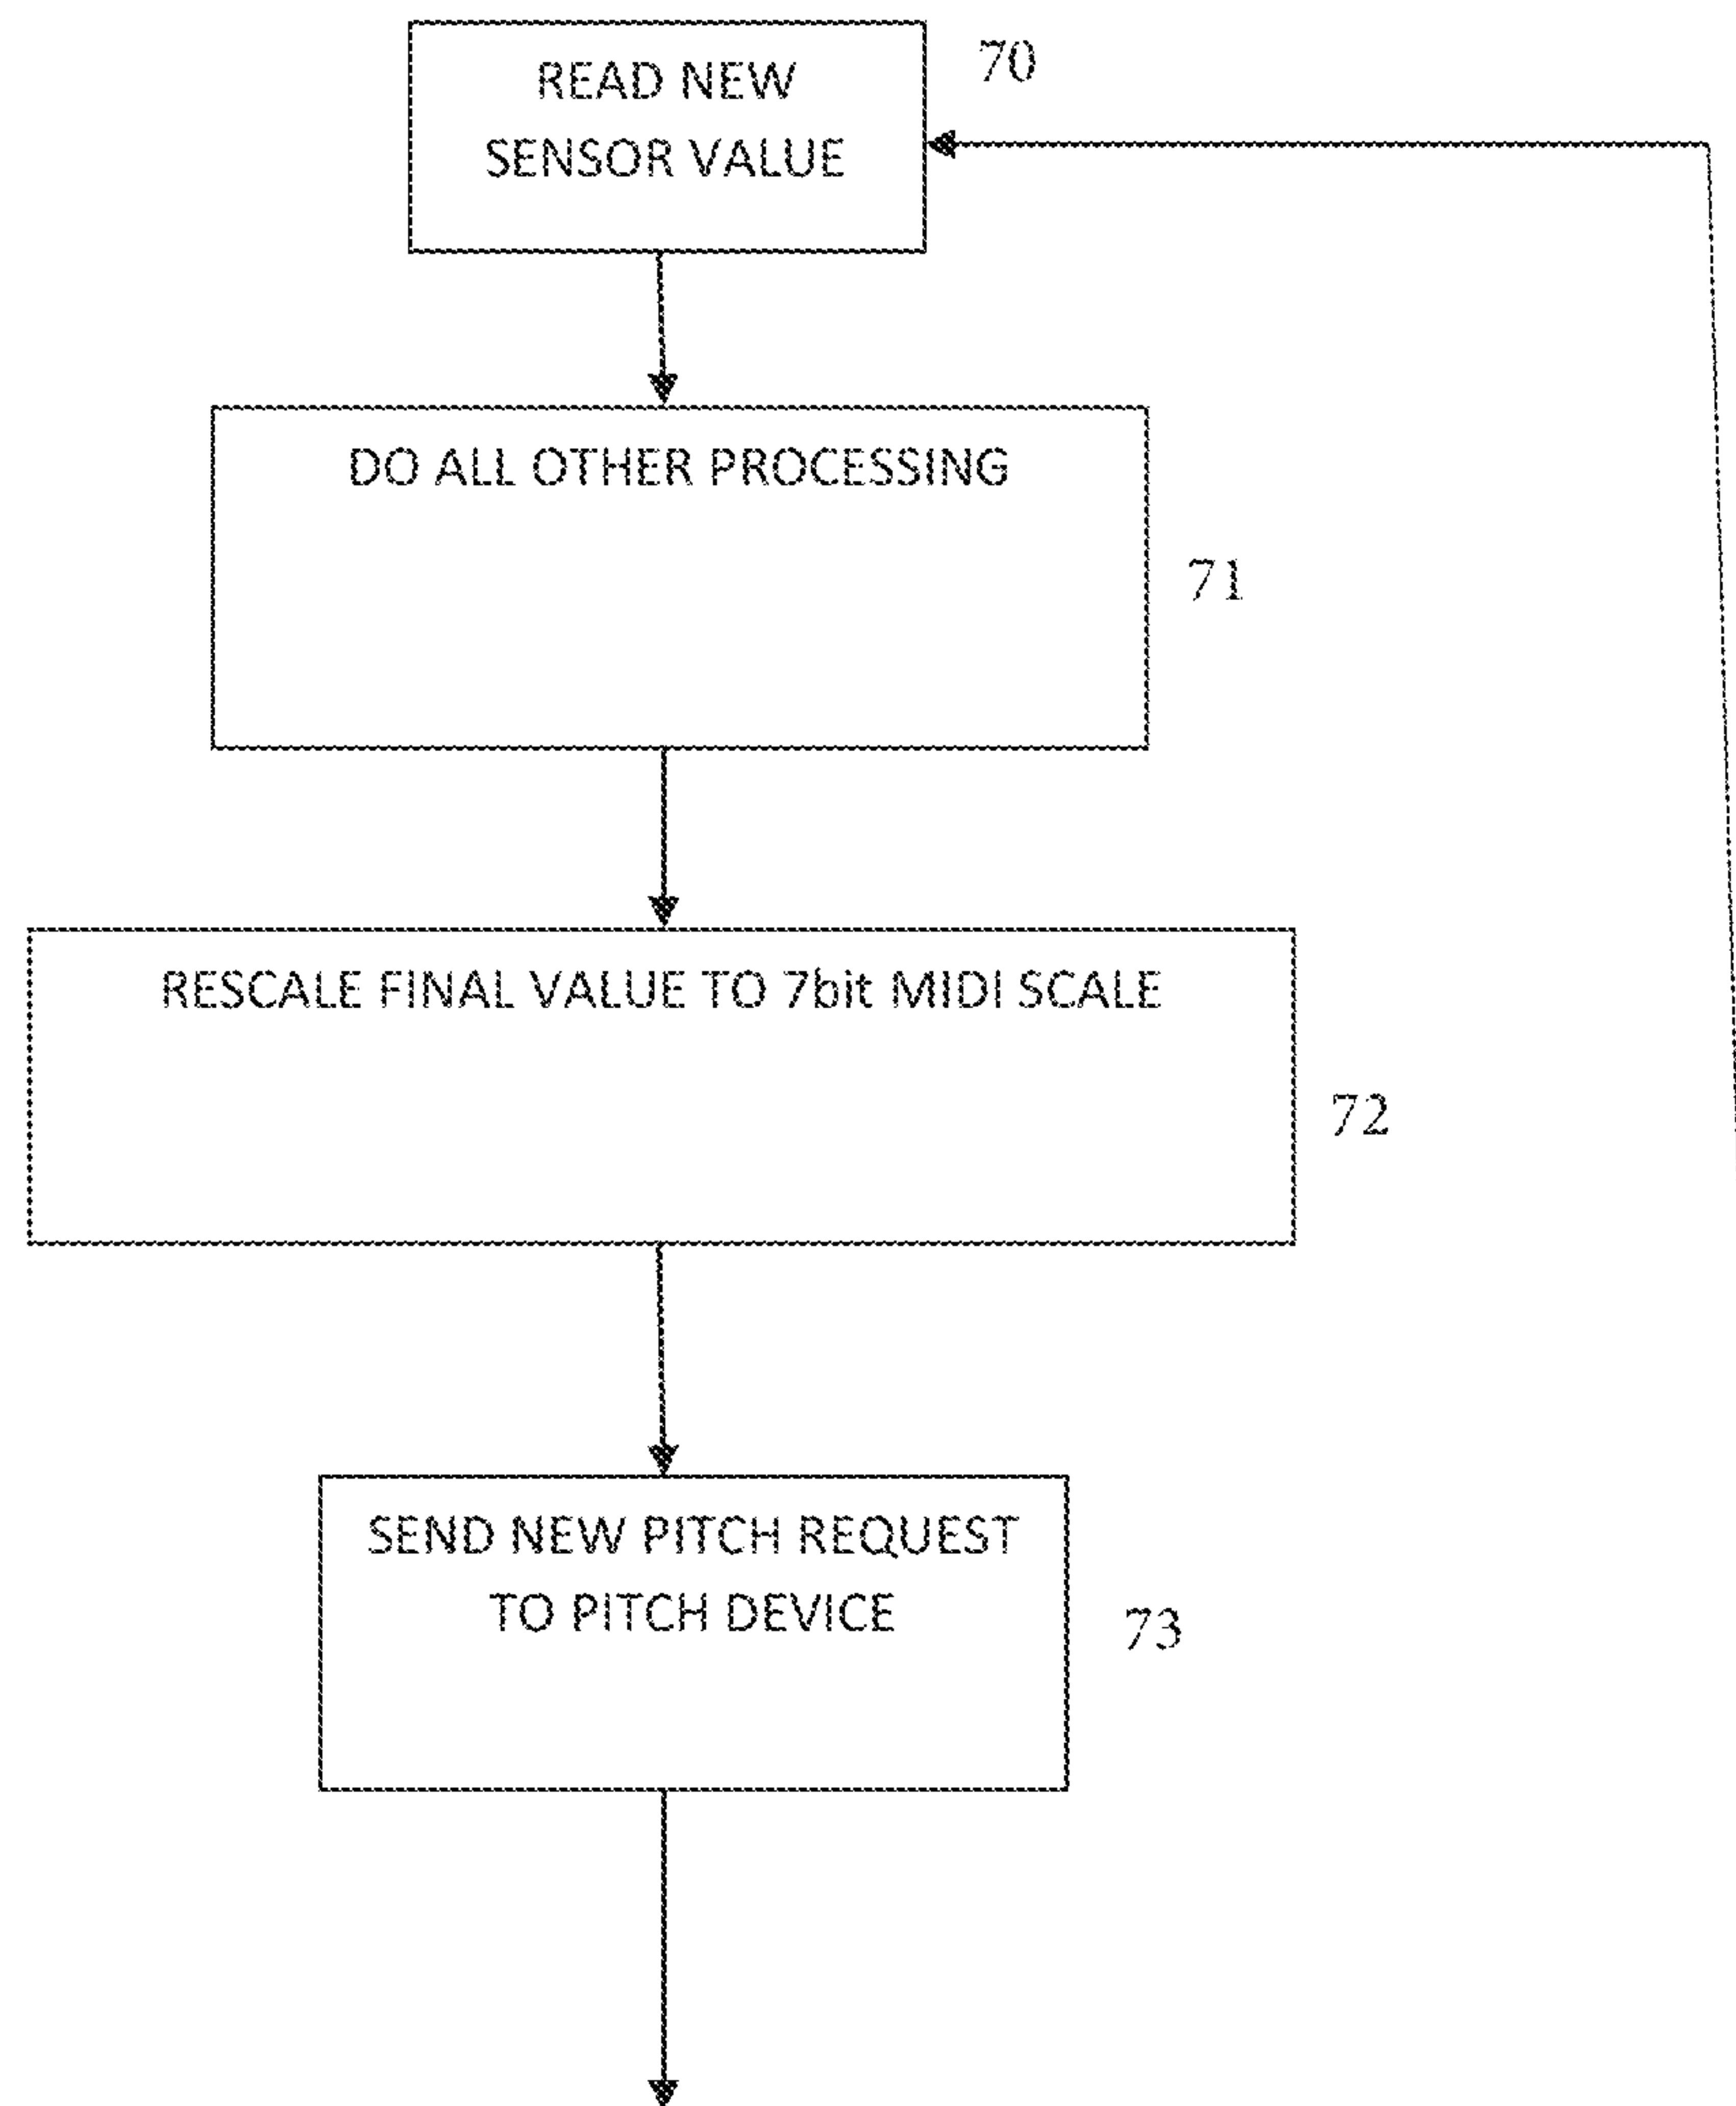 READ NEW
SENSOR VALUE
70
DO ALL OTHER PROCESSING
71
RESCALE FINAL VALUE TO 7bit MIDI SCALE
72
SEND NEW PITCH REQUEST
TO PITCH DEVICE
73